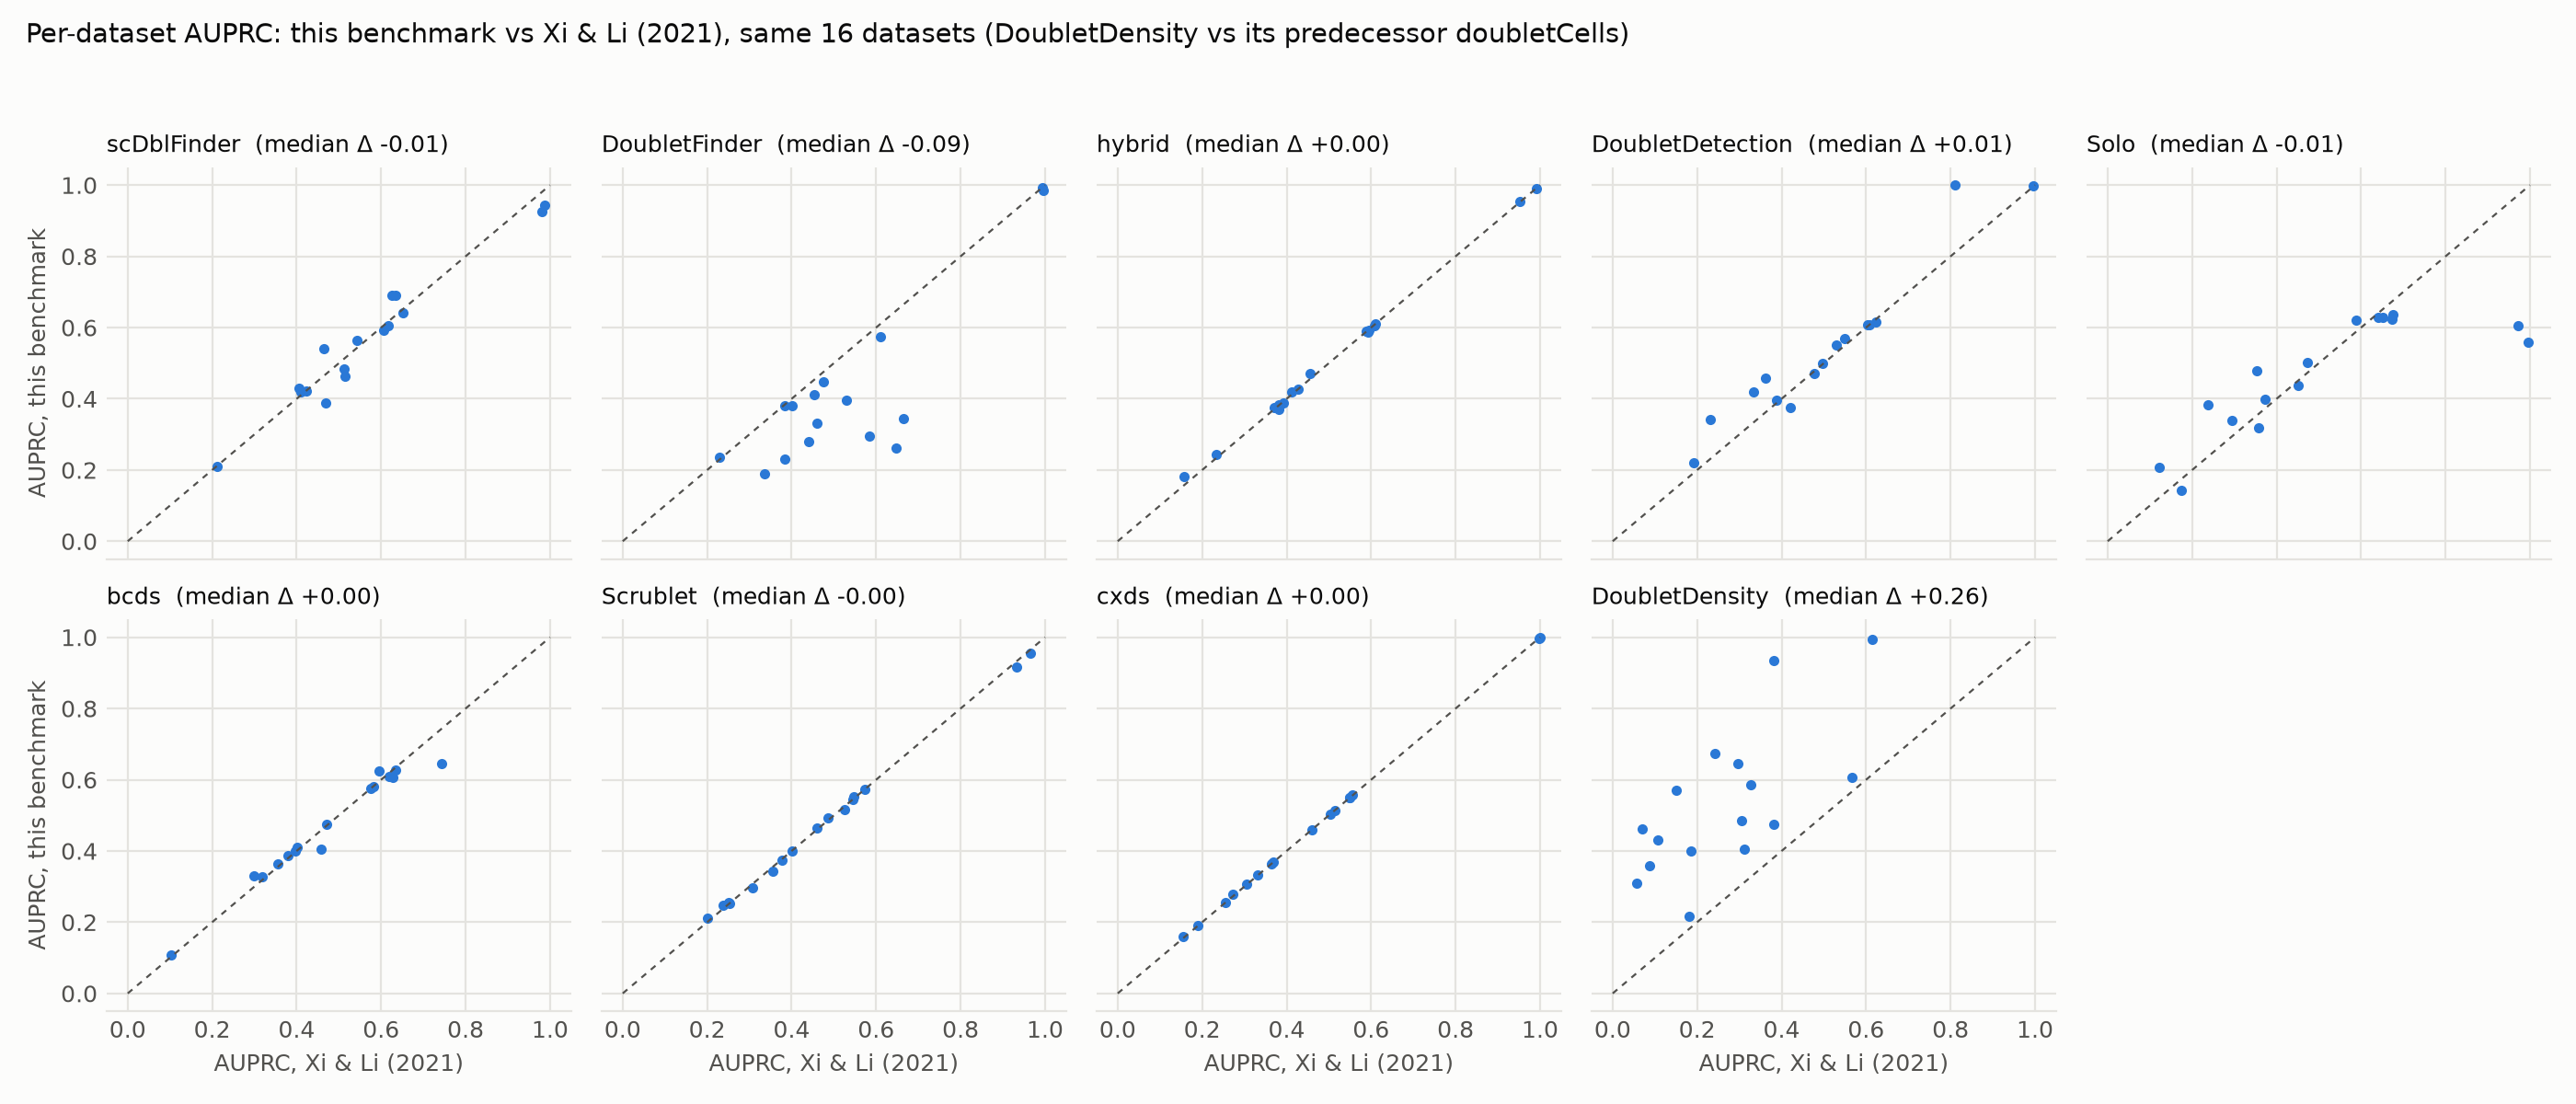 Per-dataset AUPRC: this benchmark vs Xi & Li (2021), same 16 datasets (DoubletDensity vs its predecessor doubletCells)
scDblFinder (median Δ -0.01)
DoubletFinder (median Δ -0.09)
hybrid (median Δ +0.00)
DoubletDetection (median Δ +0.01)
Solo (median Δ -0.01)
AUPRC, this benchmark
1.0
0.8
0.6
0.4
0.2
0.0
bcds (median Δ +0.00)
Scrublet (median Δ -0.00)
cxds (median Δ +0.00)
DoubletDensity (median Δ +0.26)
AUPRC, this benchmark
1.0
0.8
0.6
0.4
0.2
0.0
0.0 0.2 0.4 0.6 0.8 1.0
0.0 0.2 0.4 0.6 0.8 1.0
0.0 0.2 0.4 0.6 0.8 1.0
0.0 0.2 0.4 0.6 0.8 1.0
AUPRC, Xi & Li (2021)
AUPRC, Xi & Li (2021)
AUPRC, Xi & Li (2021)
AUPRC, Xi & Li (2021)